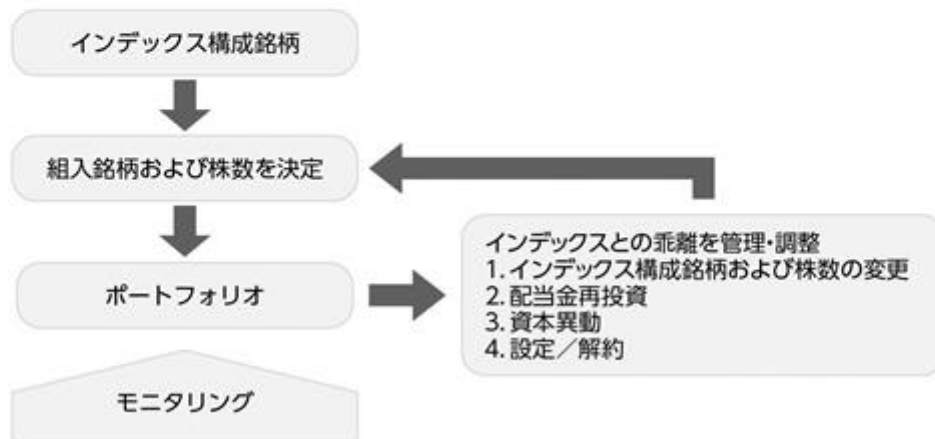 インデックス構成銘柄
組入銘柄および株数を決定
ポートフォリオ
インデックスとの乖離を管理・調整
1. インデックス構成銘柄および株数の変更
2. 配当金再投資
3. 資本異動
4. 設定／解約
モニタリング